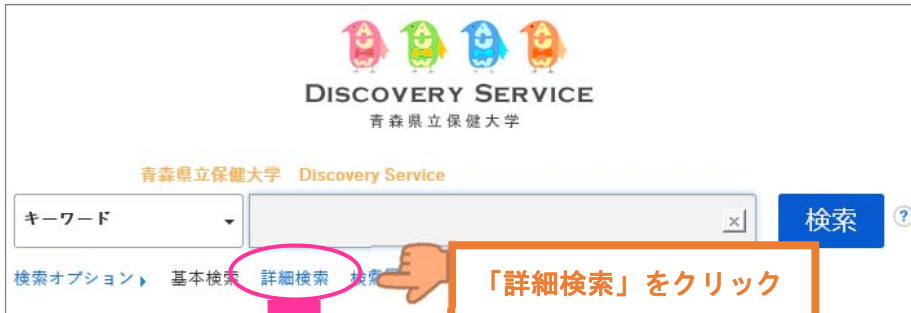 DISCOVERY SERVICE
青森県立保健大学
青森県立保健大学 Discovery Service
キーワード 検索 ?
検索オプション 基本検索 詳細検索 検索
「詳細検索」をクリック